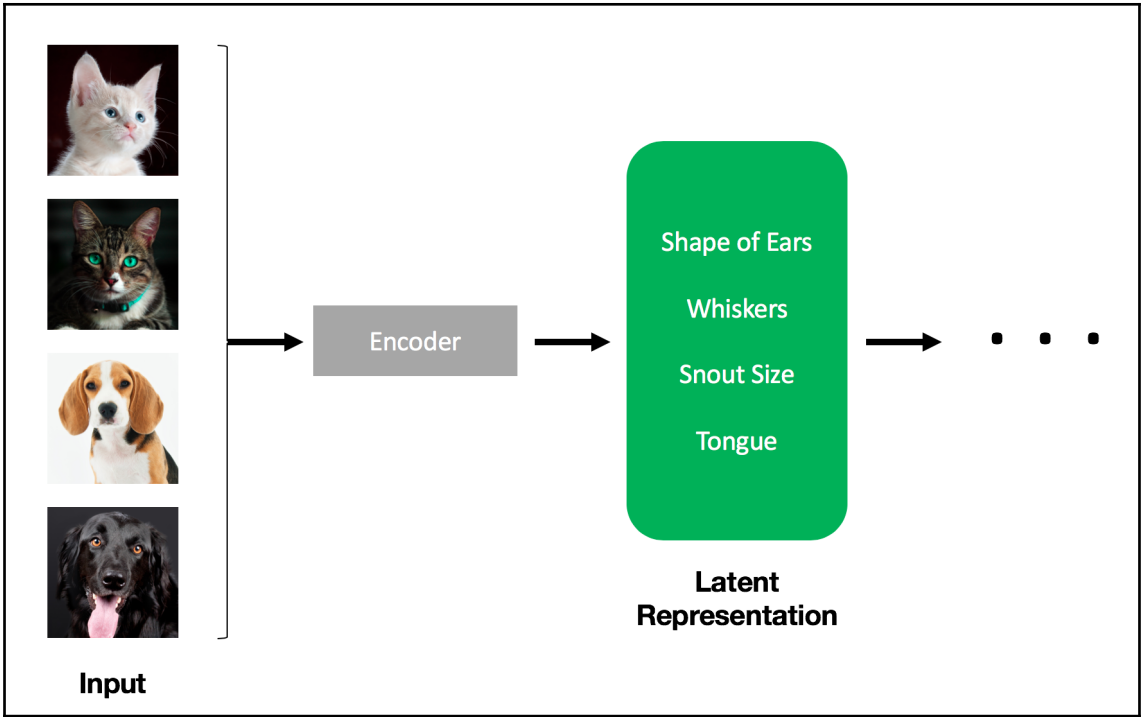 Input
Encoder
Shape of Ears
Whiskers
Snout Size
Tongue
Latent
Representation